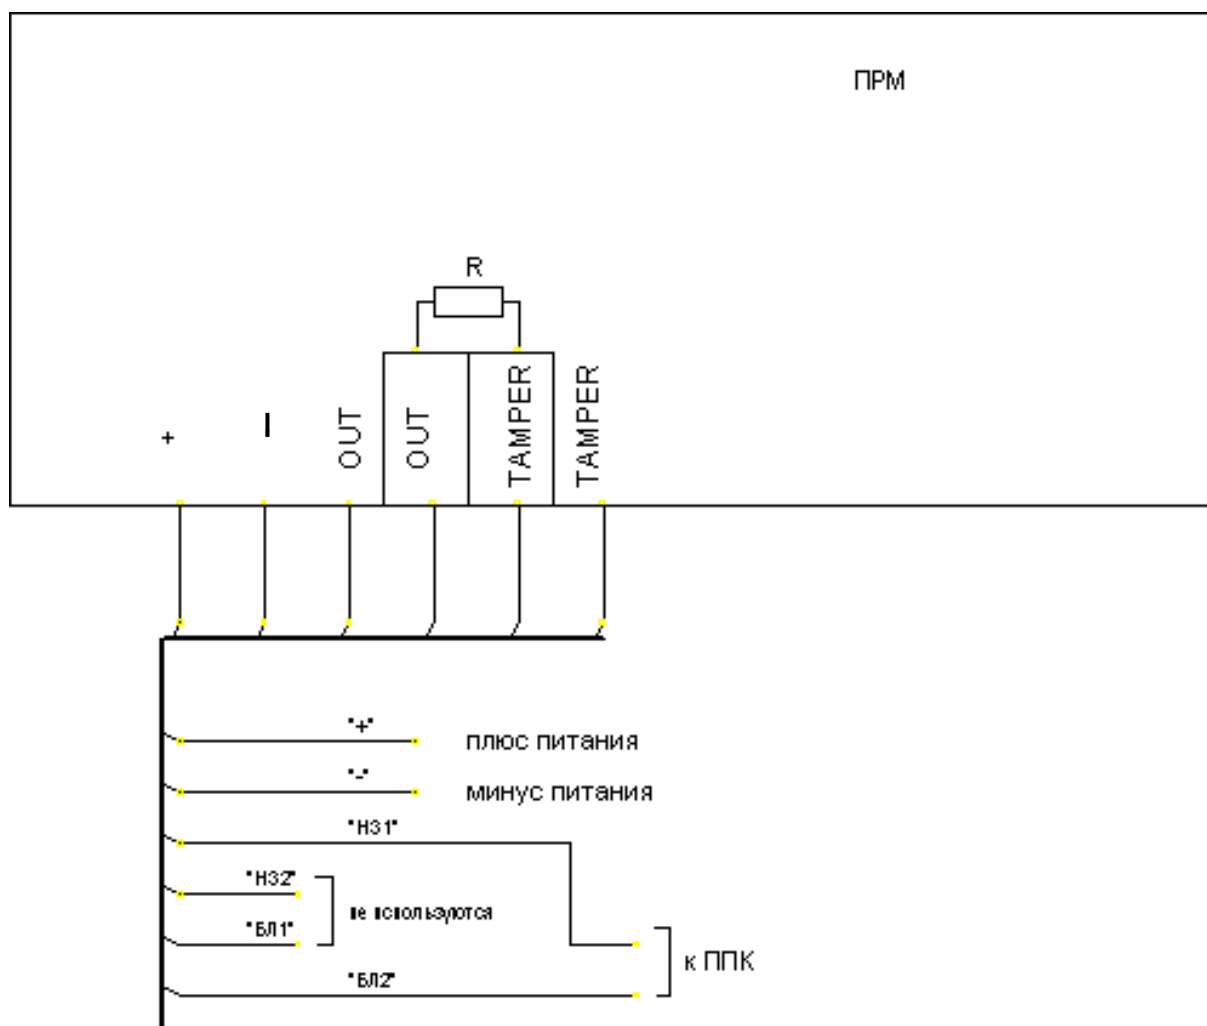 ПРМ
R
+
–
OUT
OUT
TAMPER
TAMPER
"+"
плюс питания
"-"
минус питания
"НЗ1"
"НЗ2"
не используются
"БЛ1"
к ППК
"БЛ2"